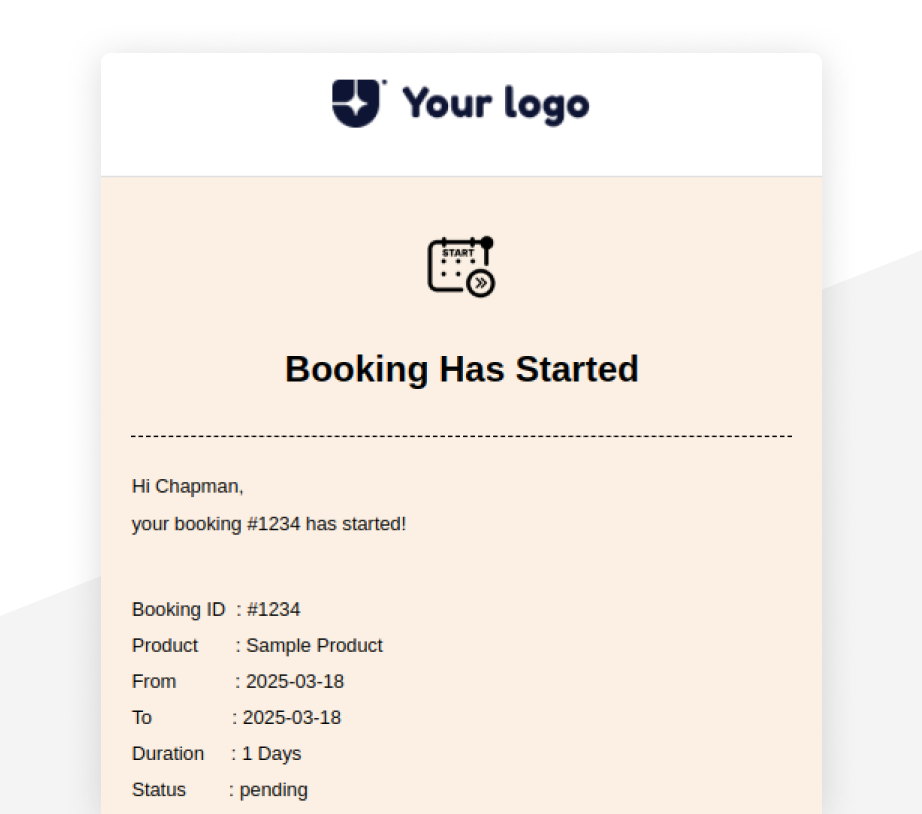 Your logo
START
Booking Has Started
Hi Chapman,
your booking #1234 has started!
Booking ID : #1234
Product : Sample Product
From : 2025-03-18
To : 2025-03-18
Duration : 1 Days
Status : pending